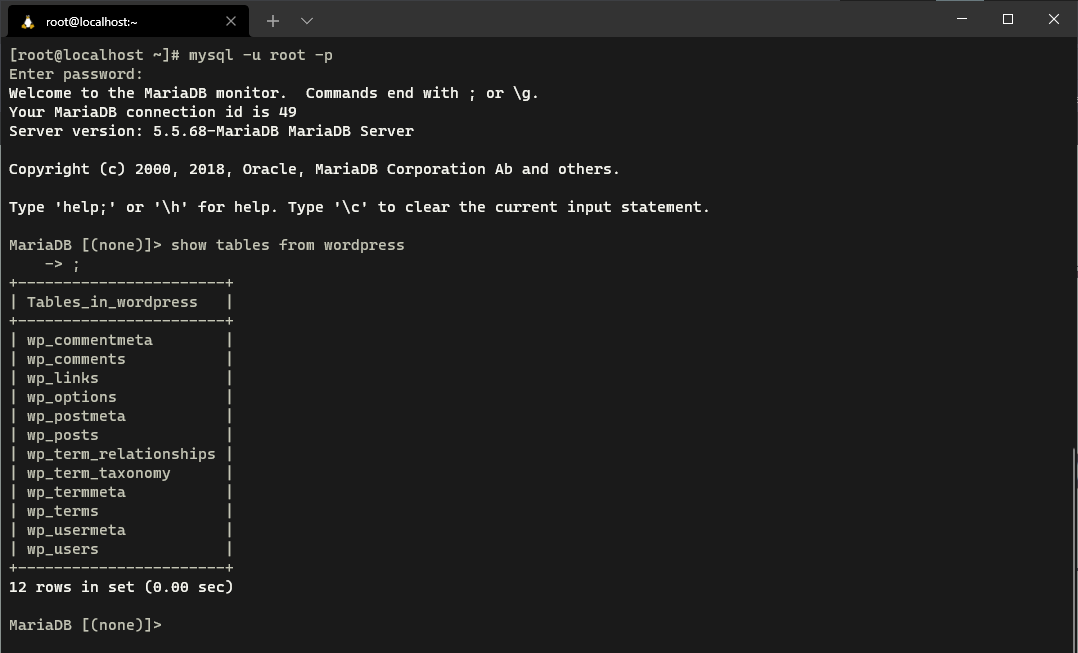 root@localhost:~
[root@localhost ~]# mysql -u root -p
Enter password:
Welcome to the MariaDB monitor.  Commands end with ; or \g.
Your MariaDB connection id is 49
Server version: 5.5.68-MariaDB MariaDB Server

Copyright (c) 2000, 2018, Oracle, MariaDB Corporation Ab and others.

Type 'help;' or '\h' for help. Type '\c' to clear the current input statement.

MariaDB [(none)]> show tables from wordpress
    -> ;
+-----------------------+
| Tables_in_wordpress   |
+-----------------------+
| wp_commentmeta        |
| wp_comments           |
| wp_links              |
| wp_options            |
| wp_postmeta           |
| wp_posts              |
| wp_term_relationships |
| wp_term_taxonomy      |
| wp_termmeta           |
| wp_terms              |
| wp_usermeta           |
| wp_users              |
+-----------------------+
12 rows in set (0.00 sec)

MariaDB [(none)]>